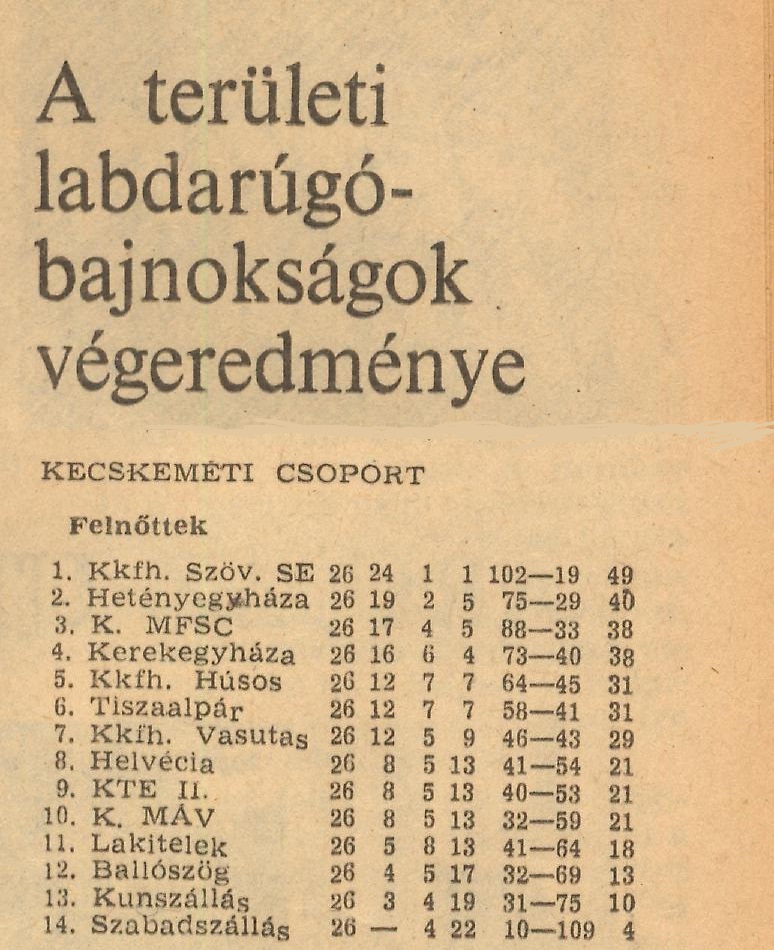 A területi
labdarúgó-
bajnokságok
végeredménye
KECSKEMÉTI CSOPORT
Felnőttek
1. Kkfh. Szöv. SE 26 24 1 1 102—19 49
2. Hetényegyháza 26 19 2 5 75—29 40
3. K. MFSC 26 17 4 5 88—33 38
4. Kerekegyháza 26 16 6 4 73—40 38
5. Kkfh. Húsos 26 12 7 7 64—45 31
6. Tiszaalpár 26 12 7 7 58—41 31
7. Kkfh. Vasutas 26 12 5 9 46—43 29
8. Helvécia 26 8 5 13 41—54 21
9. KTE II. 26 8 5 13 40—53 21
10. K. MÁV 26 8 5 13 32—59 21
11. Lakitelek 26 5 8 13 41—64 18
12. Ballószög 26 4 5 17 32—69 13
13. Kunszállás 26 3 4 19 31—75 10
14. Szabadszállás 26 — 4 22 10—109 4